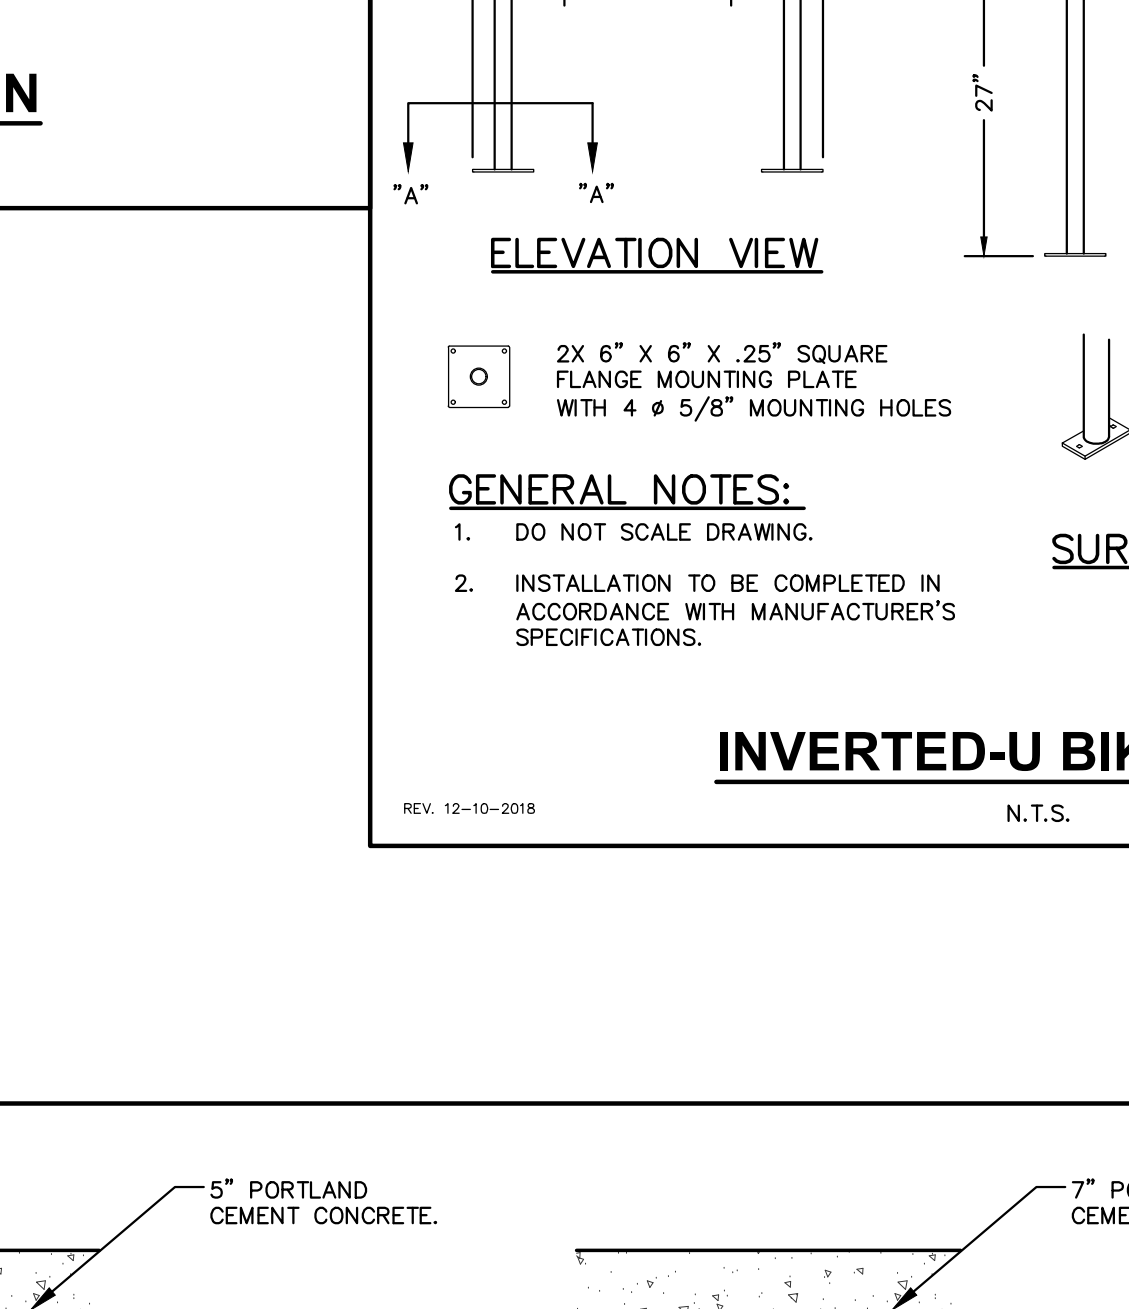 N
27"
"A" "A"
ELEVATION VIEW
2X 6" X 6" X .25" SQUARE
FLANGE MOUNTING PLATE
WITH 4 ø 5/8" MOUNTING HOLES
GENERAL NOTES:
1. DO NOT SCALE DRAWING.
2. INSTALLATION TO BE COMPLETED IN
ACCORDANCE WITH MANUFACTURER'S
SPECIFICATIONS.
SUR
INVERTED-U BIK
REV. 12-10-2018
N.T.S.
5" PORTLAND
CEMENT CONCRETE.
7" PO
CEME